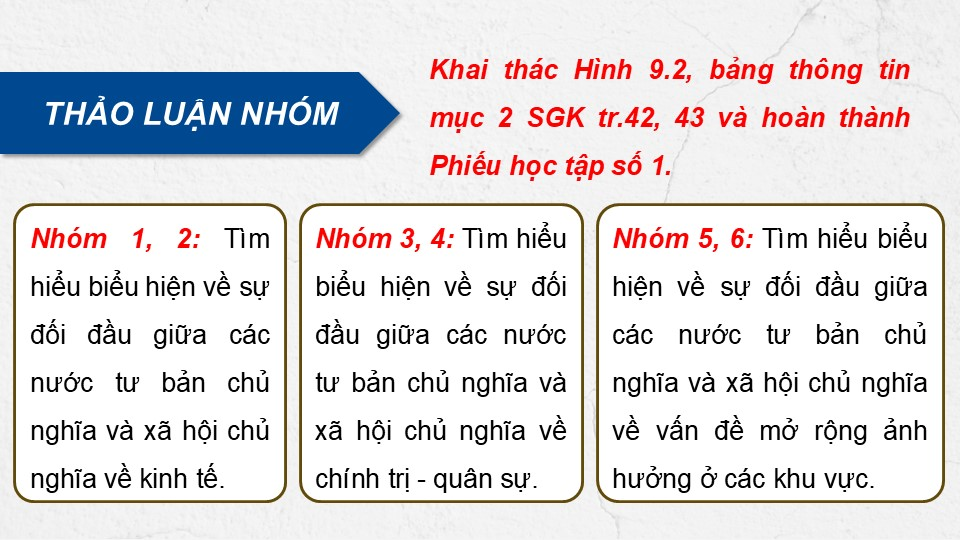 THẢO LUẬN NHÓM
Khai thác Hình 9.2, bảng thông tin
mục 2 SGK tr.42, 43 và hoàn thành
Phiếu học tập số 1.
Nhóm 1, 2: Tìm
hiểu biểu hiện về sự
đối đầu giữa các
nước tư bản chủ
nghĩa và xã hội chủ
nghĩa về kinh tế.
Nhóm 3, 4: Tìm hiểu
biểu hiện về sự đối
đầu giữa các nước
tư bản chủ nghĩa và
xã hội chủ nghĩa về
chính trị - quân sự.
Nhóm 5, 6: Tìm hiểu biểu
hiện về sự đối đầu giữa
các nước tư bản chủ
nghĩa và xã hội chủ nghĩa
về vấn đề mở rộng ảnh
hưởng ở các khu vực.